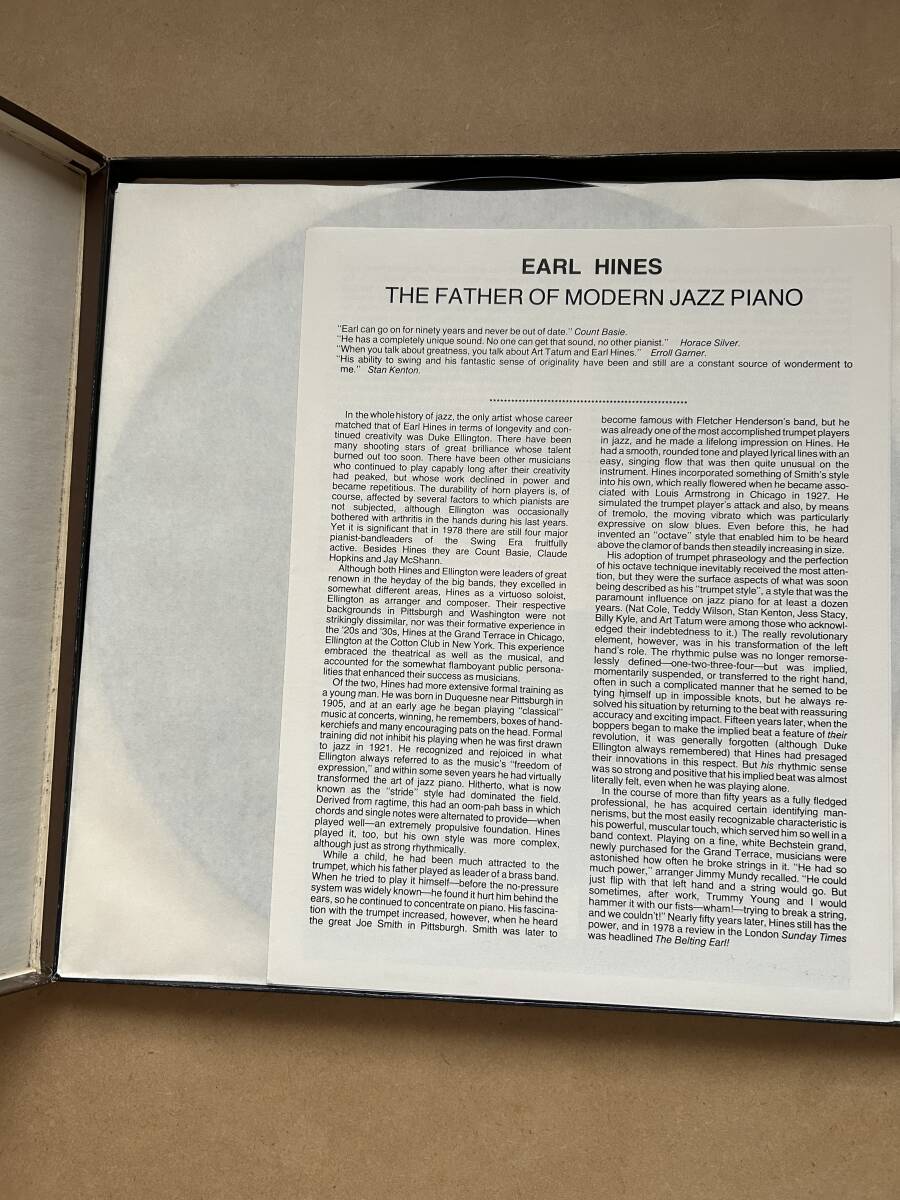 EARL HINES
THE FATHER OF MODERN JAZZ PIANO
"Earl can go on for ninety years and never be out of date." Count Basie.
"He has a completely unique sound. No one can get that sound, no other pianist." Horace Silver.
"When you talk about greatness, you talk about Art Tatum and Earl Hines." Erroll Garner.
"His ability to swing and his fantastic sense of originality have been and still are a constant source of wonderment to
me." Stan Kenton.
In the whole history of jazz, the only artist whose career
matched that of Earl Hines in terms of longevity and con-
tinued creativity was Duke Ellington. There have been
many shooting stars of great brilliance whose talent
burned out too soon. There have been other musicians
who continued to play capably long after their creativity
had peaked, but whose work declined in power and
became repetitious. The durability of horn players is, of
course, affected by several factors to which pianists are
not subjected, although Ellington was occasionally
bothered with arthritis in the hands during his last years.
Yet it is significant that in 1978 there are still four major
pianist-bandleaders of the Swing Era fruitfully
active. Besides Hines they are Count Basie, Claude
Hopkins and Jay McShann.
Although both Hines and Ellington were leaders of great
renown in the heyday of the big bands, they excelled in
somewhat different areas, Hines as a virtuoso soloist,
Ellington as arranger and composer. Their respective
backgrounds in Pittsburgh and Washington were not
strikingly dissimilar, nor was their formative experience in
the '20s and '30s, Hines at the Grand Terrace in Chicago,
Ellington at the Cotton Club in New York. This experience
embraced the theatrical as well as the musical, and
accounted for the somewhat flamboyant public persona-
lities that enhanced their success as musicians.
Of the two, Hines had more extensive formal training as
a young man. He was born in Duquesne near Pittsburgh in
1905, and at an early age he began playing "classical"
music at concerts, winning, he remembers, boxes of hand-
kerchiefs and many encouraging pats on the head. Formal
training did not inhibit his playing when he was first drawn
to jazz in 1921. He recognized and rejoiced in what
Ellington always referred to as the music's "freedom of
expression," and within some seven years he had virtually
transformed the art of jazz piano. Hitherto, what is now
known as the "stride" style had dominated the field.
Derived from ragtime, this had an oom-pah bass in which
chords and single notes were alternated to provide—when
played well—an extremely propulsive foundation. Hines
played it, too, but his own style was more complex,
although just as strong rhythmically.
While a child, he had been much attracted to the
trumpet, which his father played as leader of a brass band.
When he tried to play it himself—before the no-pressure
system was widely known—he found it hurt him behind the
ears, so he continued to concentrate on piano. His fascina-
tion with the trumpet increased, however, when he heard
the great Joe Smith in Pittsburgh. Smith was later to
become famous with Fletcher Henderson's band, but he
was already one of the most accomplished trumpet players
in jazz, and he made a lifelong impression on Hines. He
had a smooth, rounded tone and played lyrical lines with an
easy, singing flow that was then quite unusual on the
instrument. Hines incorporated something of Smith's style
into his own, which really flowered when he became asso-
ciated with Louis Armstrong in Chicago in 1927. He
simulated the trumpet player's attack and also, by means
of tremolo, the moving vibrato which was particularly
expressive on slow blues. Even before this, he had
invented an "octave" style that enabled him to be heard
above the clamor of bands then steadily increasing in size.
His adoption of trumpet phraseology and the perfection
of his octave technique inevitably received the most atten-
tion, but they were the surface aspects of what was soon
being described as his "trumpet style", a style that was the
paramount influence on jazz piano for at least a dozen
years. (Nat Cole, Teddy Wilson, Stan Kenton, Jess Stacy,
Billy Kyle, and Art Tatum were among those who acknowl-
edged their indebtedness to it.) The really revolutionary
element, however, was in his transformation of the left
hand's role. The rhythmic pulse was no longer remorse-
lessly defined—one-two-three-four—but was implied,
momentarily suspended, or transferred to the right hand,
often in such a complicated manner that he semed to be
tying himself up in impossible knots, but he always re-
solved his situation by returning to the beat with reassuring
accuracy and exciting impact. Fifteen years later, when the
boppers began to make the implied beat a feature of their
revolution, it was generally forgotten (although Duke
Ellington always remembered) that Hines had presaged
their innovations in this respect. But his rhythmic sense
was so strong and positive that his implied beat was almost
literally felt, even when he was playing alone.
In the course of more than fifty years as a fully fledged
professional, he has acquired certain identifying man-
nerisms, but the most easily recognizable characteristic is
his powerful, muscular touch, which served him so well in a
band context. Playing on a fine, white Bechstein grand,
newly purchased for the Grand Terrace, musicians were
astonished how often he broke strings in it. "He had so
much power," arranger Jimmy Mundy recalled. "He could
just flip with that left hand and a string would go. But
sometimes, after work, Trummy Young and I would
hammer it with our fists—wham!—trying to break a string,
and we couldn't!" Nearly fifty years later, Hines still has the
power, and in 1978 a review in the London Sunday Times
was headlined The Belting Earl!